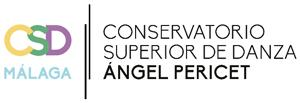 CSD
MÁLAGA
CONSERVATORIO
SUPERIOR DE DANZA
ÁNGEL PERICET